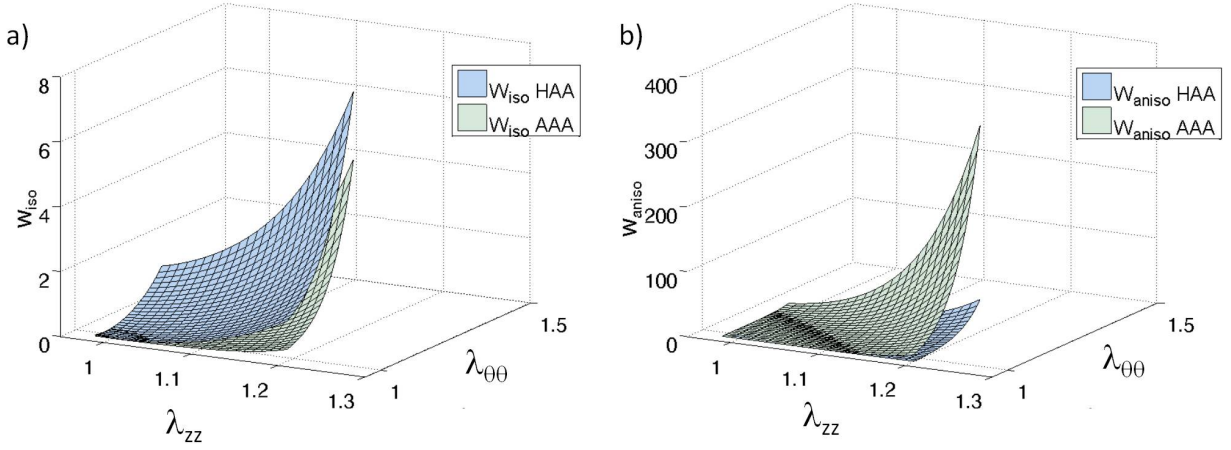 a)
8
6
4
2
0
W_iso
1
1.1
1.2
1.3
λ_zz
1
1.5
λ_θθ
W_iso HAA
W_iso AAA
b)
400
300
200
100
0
W_aniso
1
1.1
1.2
1.3
λ_zz
1
1.5
λ_θθ
W_aniso HAA
W_aniso AAA